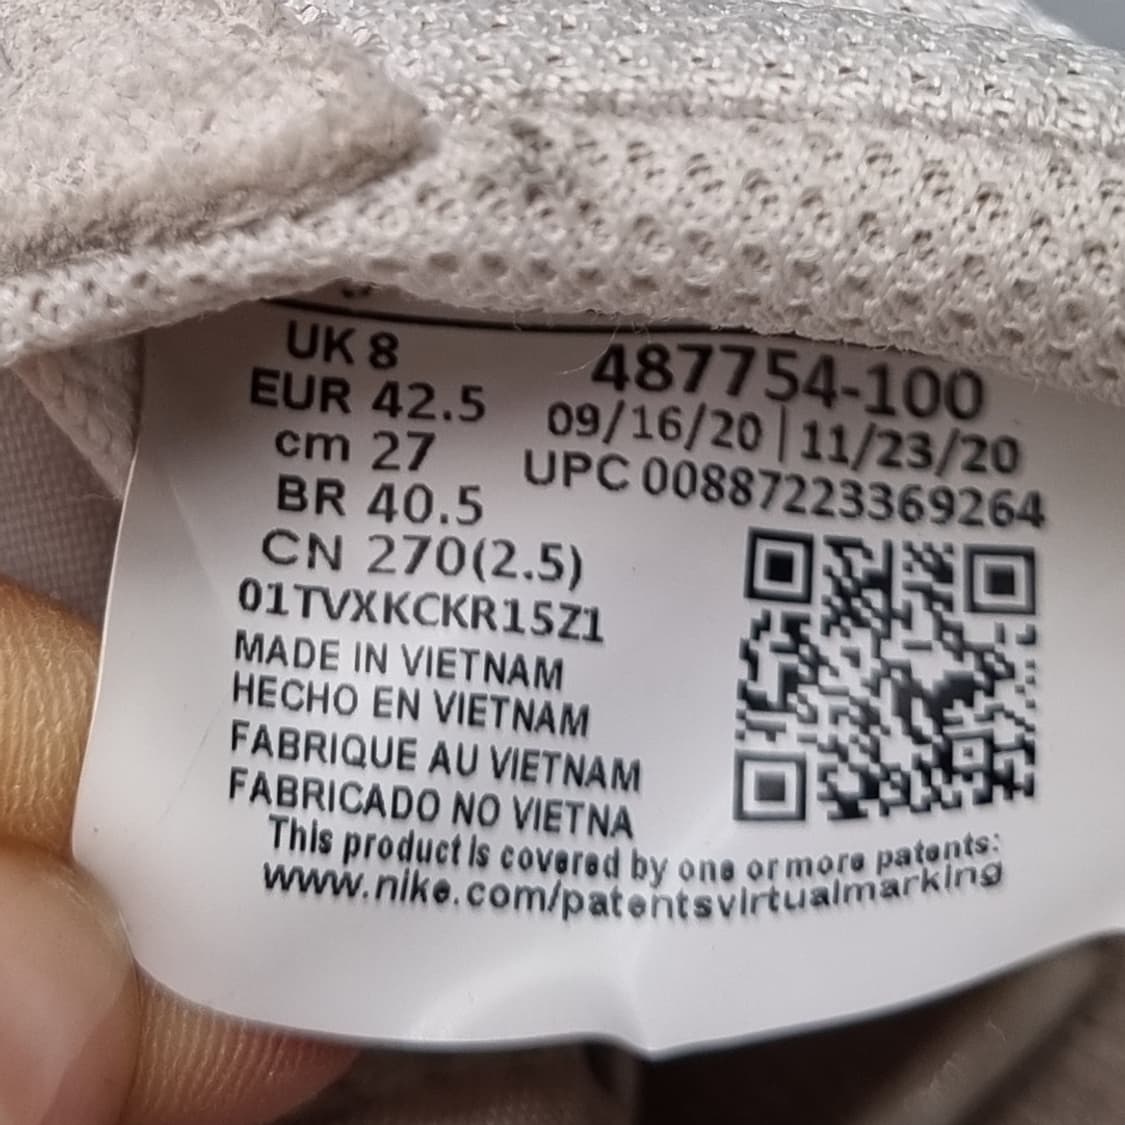 UK 8
EUR 42.5
cm 27
BR 40.5
CN 270(2.5)
01TVXKCKR15Z1
MADE IN VIETNAM
HECHO EN VIETNAM
FABRIQUE AU VIETNAM
FABRICADO NO VIETNA
487754-100
09/16/20 | 11/23/20
UPC 00887223369264
This product is covered by one or more patents:
www.nike.com/patentsvirtualmarking